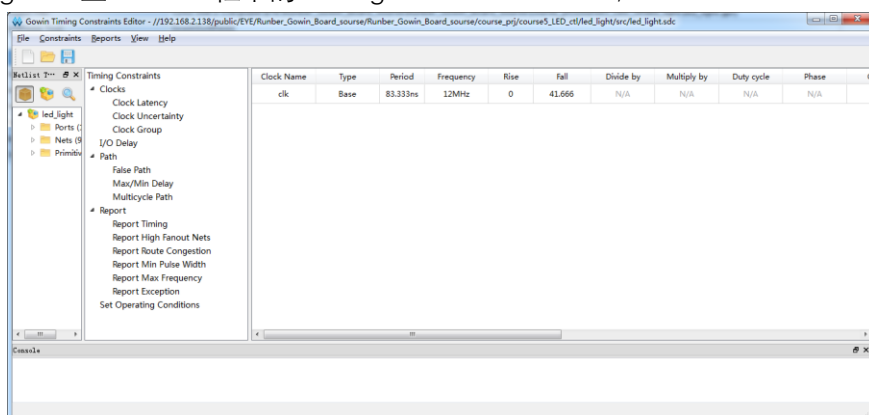 Gowin Timing Constraints Editor - //192.168.2.138/public/EYE/Runber_Gowin_Board_sourse/Runber_Gowin_Board_sourse/course_prj/course5_LED_ctl/led_light/src/led_light.sdc
File Constraints Reports View Help
Netlist T...
Timing Constraints
Clocks
Clock Latency
Clock Uncertainty
Clock Group
I/O Delay
Path
False Path
Max/Min Delay
Multicycle Path
Report
Report Timing
Report High Fanout Nets
Report Route Congestion
Report Min Pulse Width
Report Max Frequency
Report Exception
Set Operating Conditions
led_light
Ports (
Nets (9
Primitiv
Clock Name Type Period Frequency Rise Fall Divide by Multiply by Duty cycle Phase
clk Base 83.333ns 12MHz 0 41.666 N/A N/A N/A N/A
Console